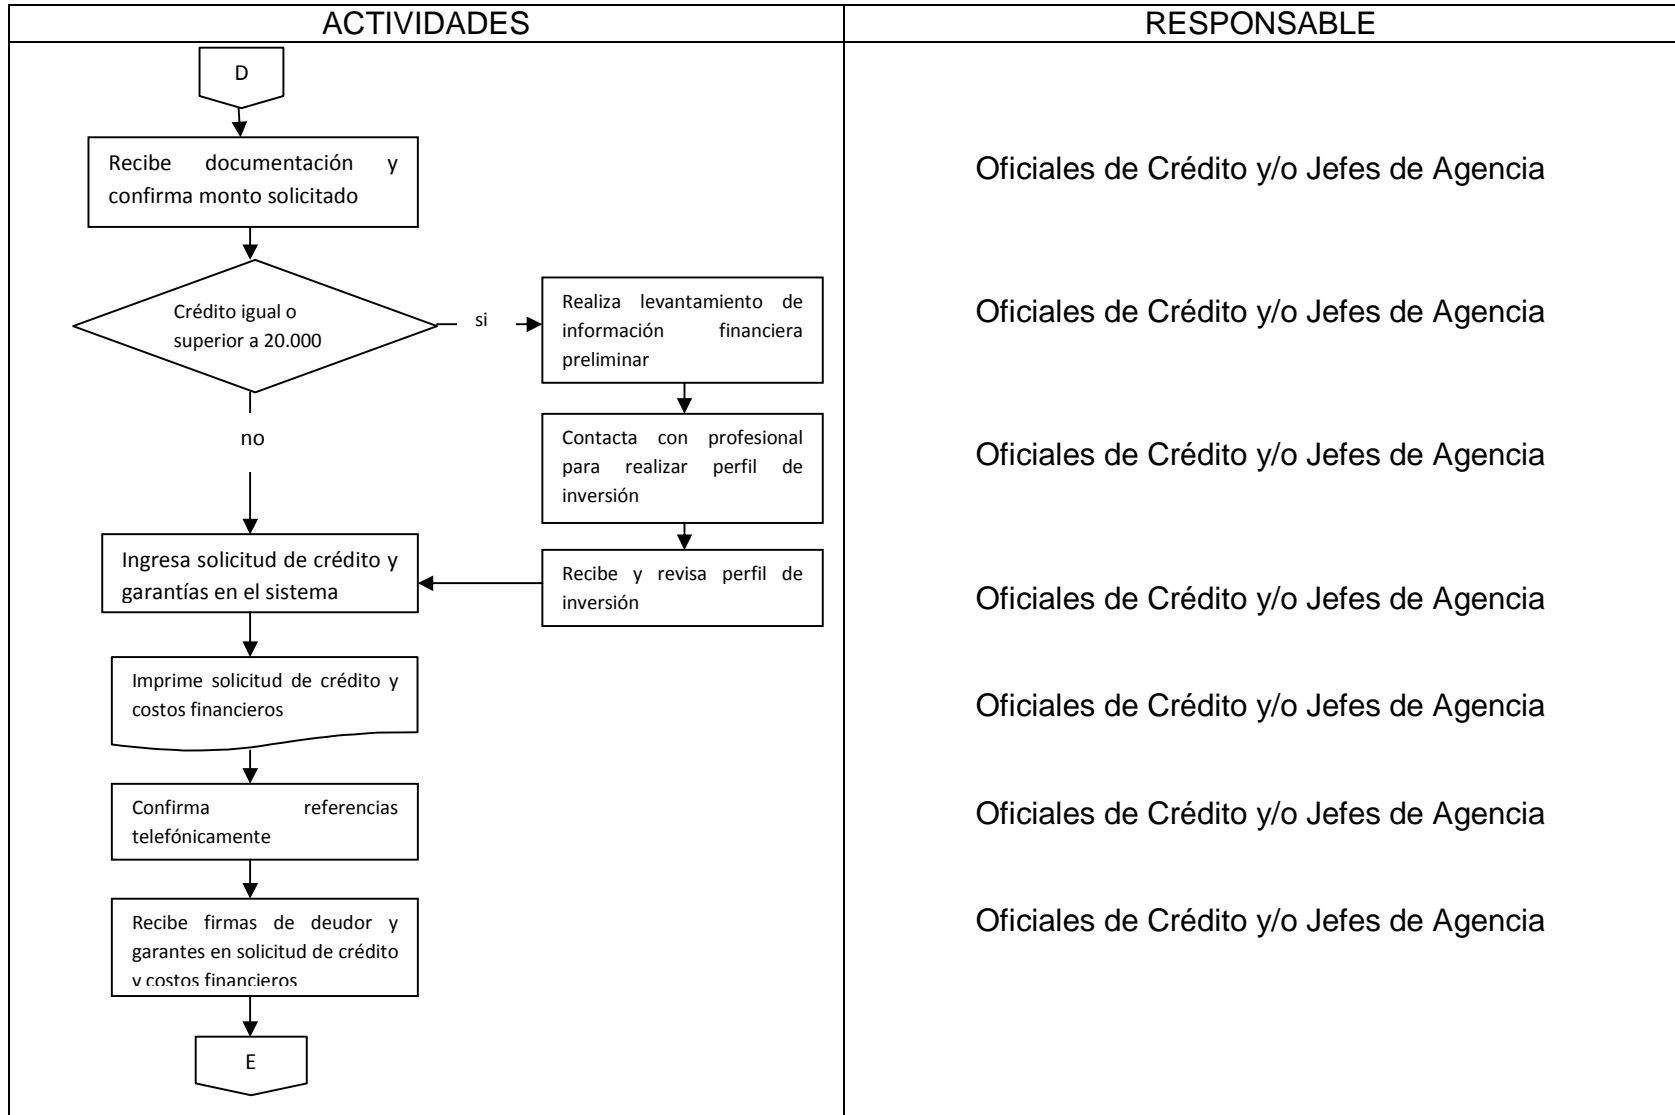 ACTIVIDADES
RESPONSABLE
D
Recibe documentación y
confirma monto solicitado
Oficiales de Crédito y/o Jefes de Agencia
Crédito igual o
superior a 20.000
si
Realiza levantamiento de
información financiera
preliminar
Oficiales de Crédito y/o Jefes de Agencia
no
Contacta con profesional
para realizar perfil de
inversión
Oficiales de Crédito y/o Jefes de Agencia
Ingresa solicitud de crédito y
garantías en el sistema
Recibe y revisa perfil de
inversión
Oficiales de Crédito y/o Jefes de Agencia
Imprime solicitud de crédito y
costos financieros
Oficiales de Crédito y/o Jefes de Agencia
Confirma referencias
telefónicamente
Oficiales de Crédito y/o Jefes de Agencia
Recibe firmas de deudor y
garantes en solicitud de crédito
y costos financieros
Oficiales de Crédito y/o Jefes de Agencia
E